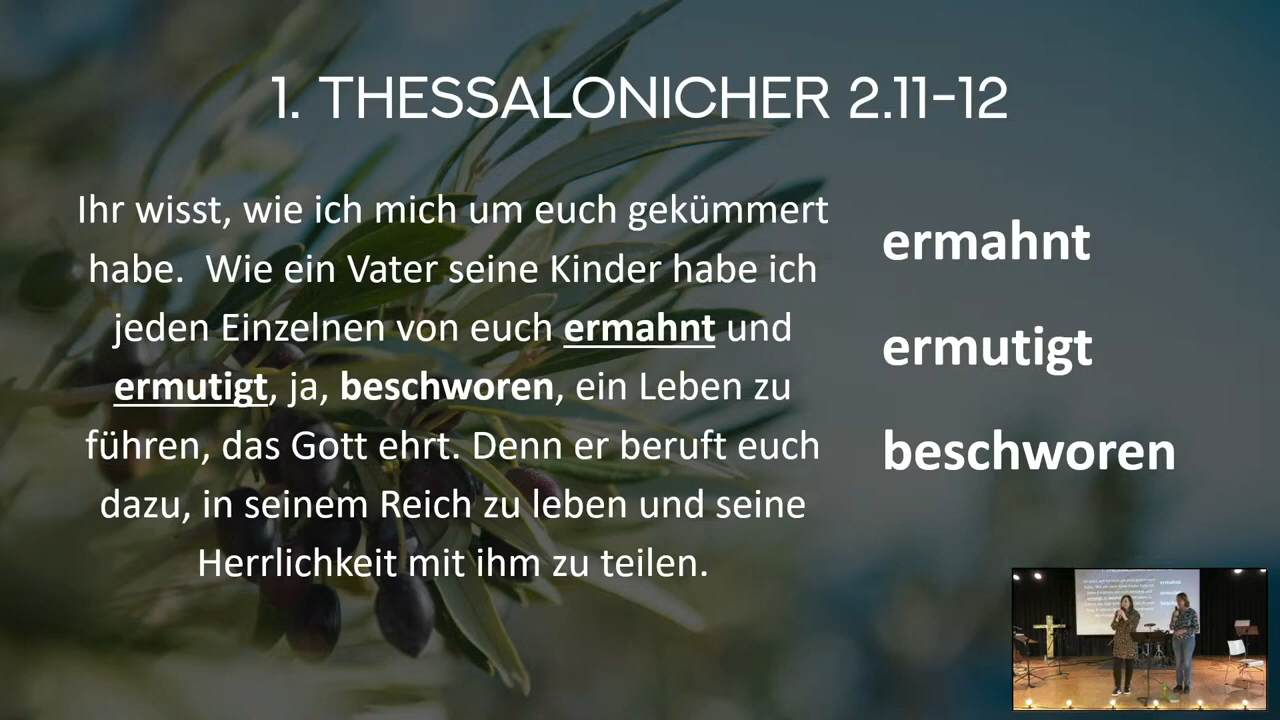 1. THESSALONICHER 2.11-12
Ihr wisst, wie ich mich um euch gekümmert
habe.  Wie ein Vater seine Kinder habe ich
jeden Einzelnen von euch ermahnt und
ermutigt, ja, beschworen, ein Leben zu
führen, das Gott ehrt. Denn er beruft euch
dazu, in seinem Reich zu leben und seine
Herrlichkeit mit ihm zu teilen.
ermahnt
ermutigt
beschworen